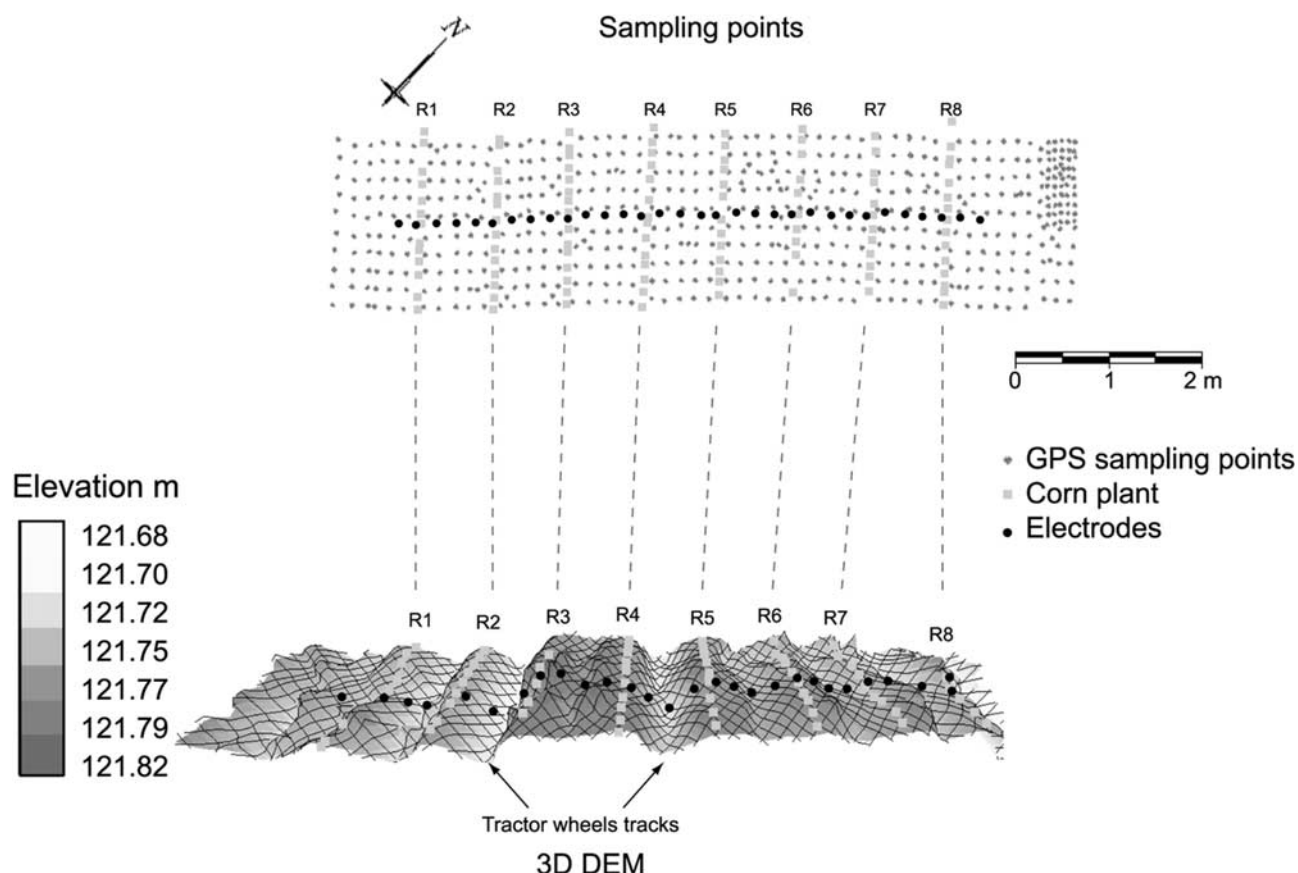 Sampling points
N
R1 R2 R3 R4 R5 R6 R7 R8
0 1 2 m
GPS sampling points
Corn plant
Electrodes
Elevation m
121.68
121.70
121.72
121.75
121.77
121.79
121.82
R1 R2 R3 R4 R5 R6 R7 R8
Tractor wheels tracks
3D DEM